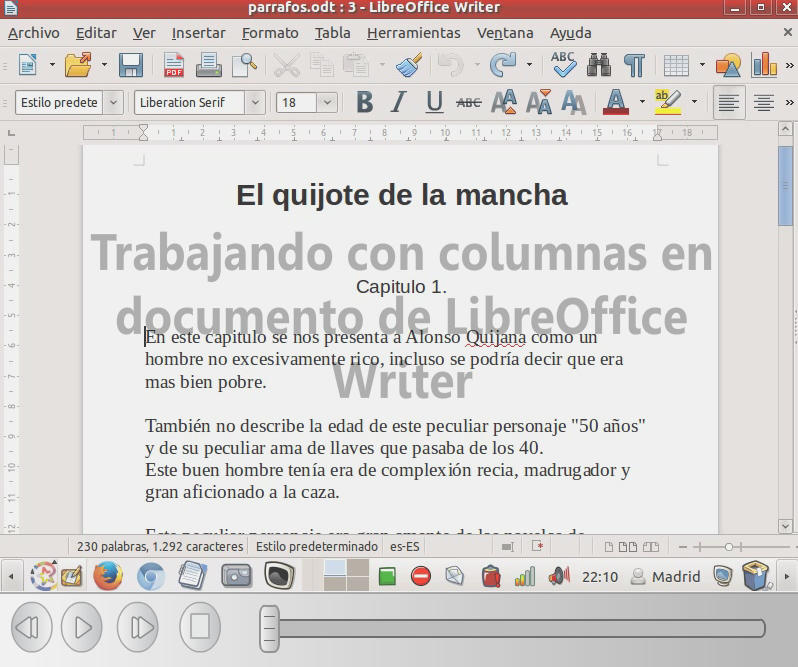 parrafos.odt : 3 - LibreOffice Writer
Archivo Editar Ver Insertar Formato Tabla Herramientas Ventana Ayuda
Estilo predete Liberation Serif 18
El quijote de la mancha
Trabajando con columnas en
Capitulo 1.
documento de LibreOffice
En este capitulo se nos presenta a Alonso Quijana como un
hombre no excesivamente rico, incluso se podría decir que era
Writer
mas bien pobre.
También no describe la edad de este peculiar personaje "50 años"
y de su peculiar ama de llaves que pasaba de los 40.
Este buen hombre tenía era de complexión recia, madrugador y
gran aficionado a la caza.
230 palabras, 1.292 caracteres Estilo predeterminado es-ES
22:10 Madrid